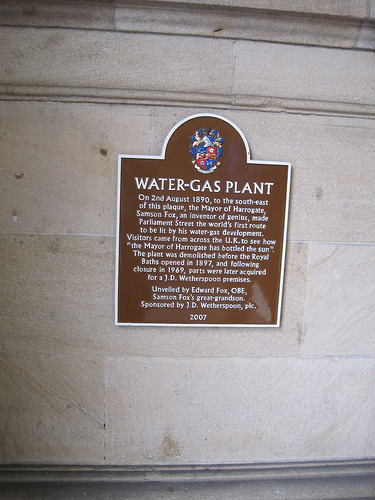 WATER-GAS PLANT
On 2nd August 1890, to the south-east
of this plaque, the Mayor of Harrogate,
Samson Fox, an inventor of genius, made
Parliament Street the world's first route
to be lit by his water-gas development.
Visitors came from across the U.K. to see how
"the Mayor of Harrogate has bottled the sun".
The plant was demolished before the Royal
Baths opened in 1897, and following
closure in 1969, parts were later acquired
for a J.D. Wetherspoon premises.
Unveiled by Edward Fox, OBE,
Samson Fox's great-grandson.
Sponsored by J.D. Wetherspoon, plc.
2007